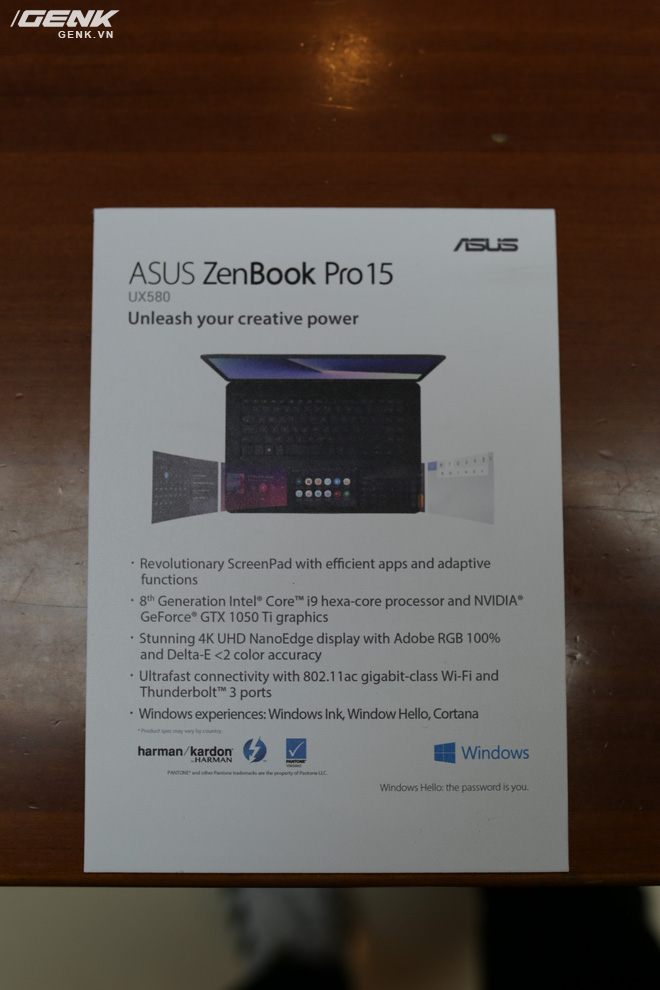 GENK
GENK.VN
ASUS
ASUS ZenBook Pro 15
UX580
Unleash your creative power
· Revolutionary ScreenPad with efficient apps and adaptive
functions
· 8th Generation Intel® Core™ i9 hexa-core processor and NVIDIA®
GeForce® GTX 1050 Ti graphics
· Stunning 4K UHD NanoEdge display with Adobe RGB 100%
and Delta-E <2 color accuracy
· Ultrafast connectivity with 802.11ac gigabit-class Wi-Fi and
Thunderbolt™ 3 ports
· Windows experiences: Windows Ink, Window Hello, Cortana
* Product spec may vary by country.
harman/kardon®
by HARMAN
PANTONE®
Windows
PANTONE® and other Pantone trademarks are the property of Pantone LLC.
Windows Hello: the password is you.